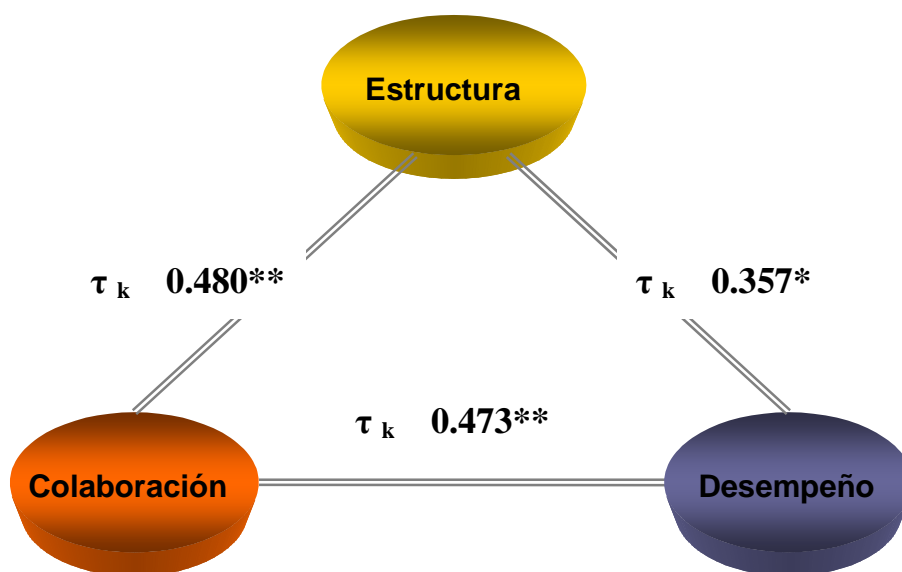 Estructura
τ k 0.480**
τ k 0.357*
τ k 0.473**
Colaboración
Desempeño